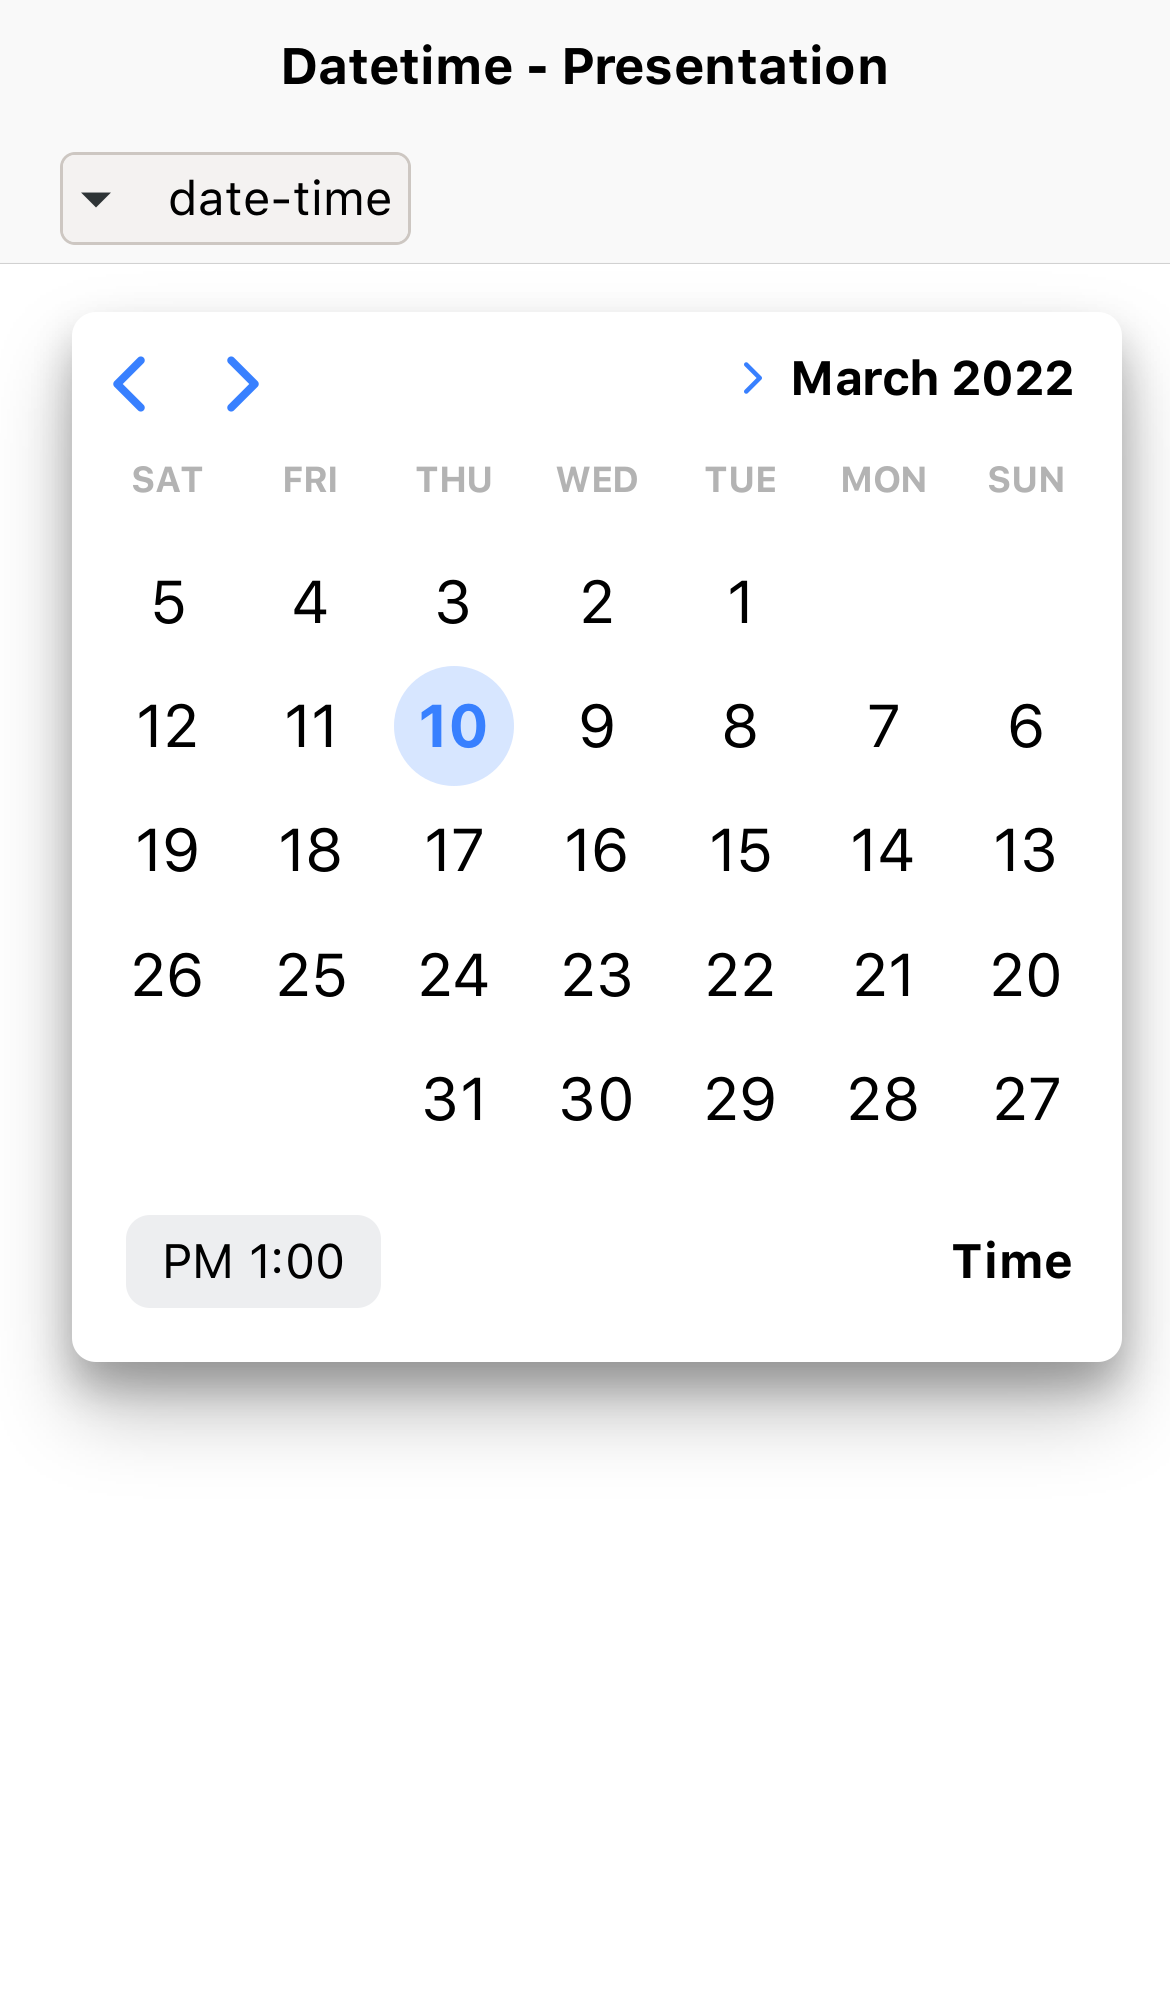 Datetime - Presentation
date-time
March 2022
SAT FRI THU WED TUE MON SUN
5 4 3 2 1
12 11 10 9 8 7 6
19 18 17 16 15 14 13
26 25 24 23 22 21 20
31 30 29 28 27
PM 1:00 Time